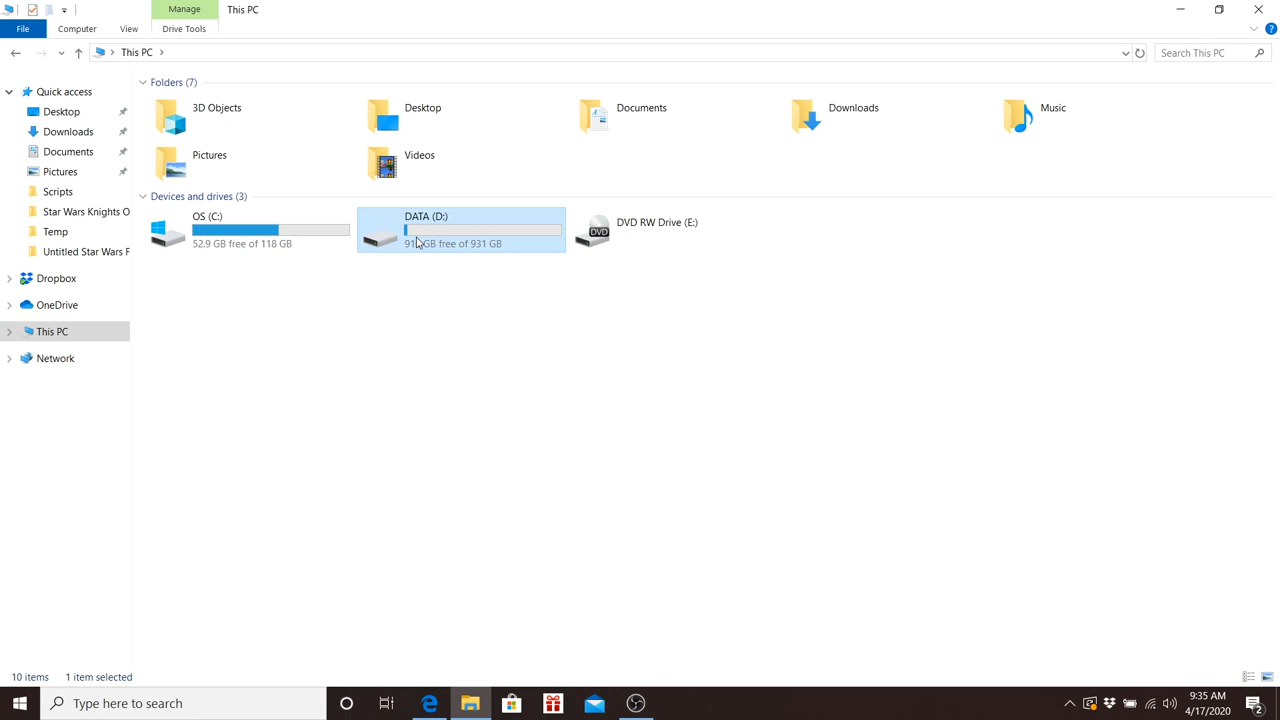 Manage
This PC
File
Computer
View
Drive Tools
This PC
Search This PC
Quick access
Desktop
Downloads
Documents
Pictures
Scripts
Star Wars Knights O
Temp
Untitled Star Wars F
Dropbox
OneDrive
This PC
Network
Folders (7)
3D Objects
Desktop
Documents
Downloads
Music
Pictures
Videos
Devices and drives (3)
OS (C:)
52.9 GB free of 118 GB
DATA (D:)
GB free of 931 GB
DVD RW Drive (E:)
DVD
10 items
1 item selected
Type here to search
9:35 AM
4/17/2020
2